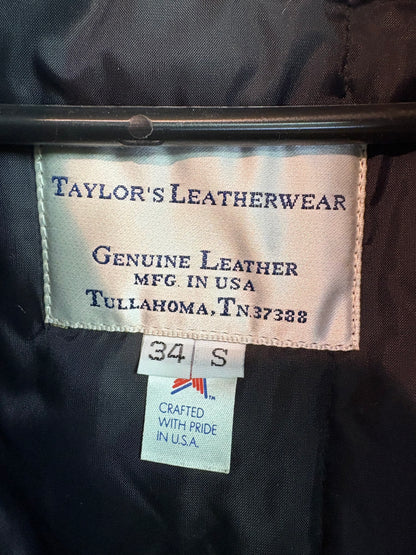 TAYLOR'S LEATHERWEAR
GENUINE LEATHER
MFG. IN USA
TULLAHOMA, TN.37388
34 S
CRAFTED
WITH PRIDE
IN U.S.A.